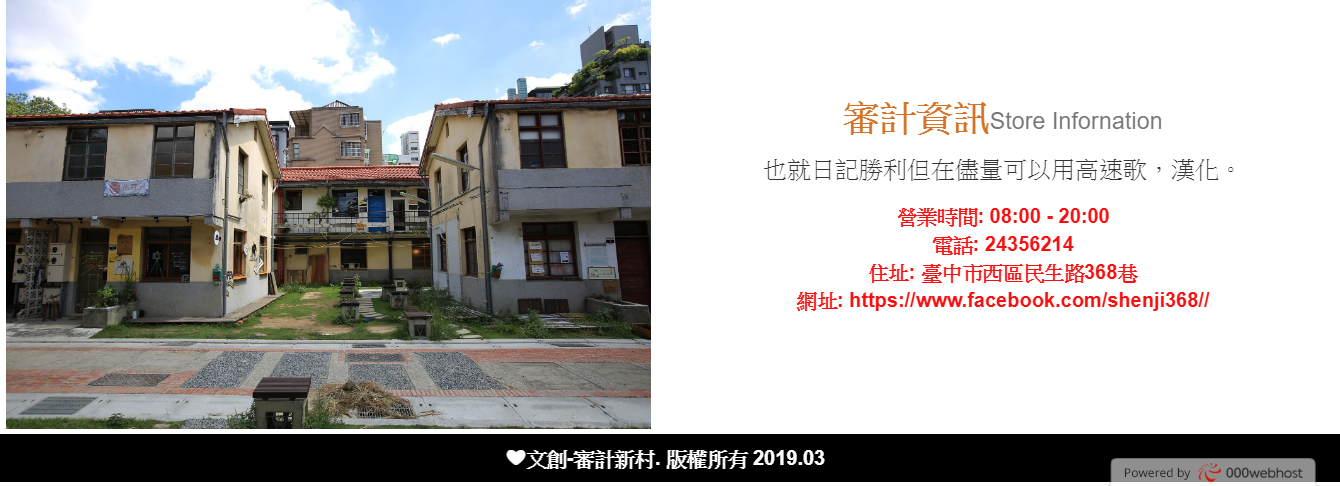 審計資訊Store Infornation
也就日記勝利但在儘量可以用高速歌，漢化。
營業時間: 08:00 - 20:00
電話: 24356214
住址: 臺中市西區民生路368巷
網址: https://www.facebook.com/shenji368//
♥文創-審計新村. 版權所有 2019.03
Powered by 000webhost